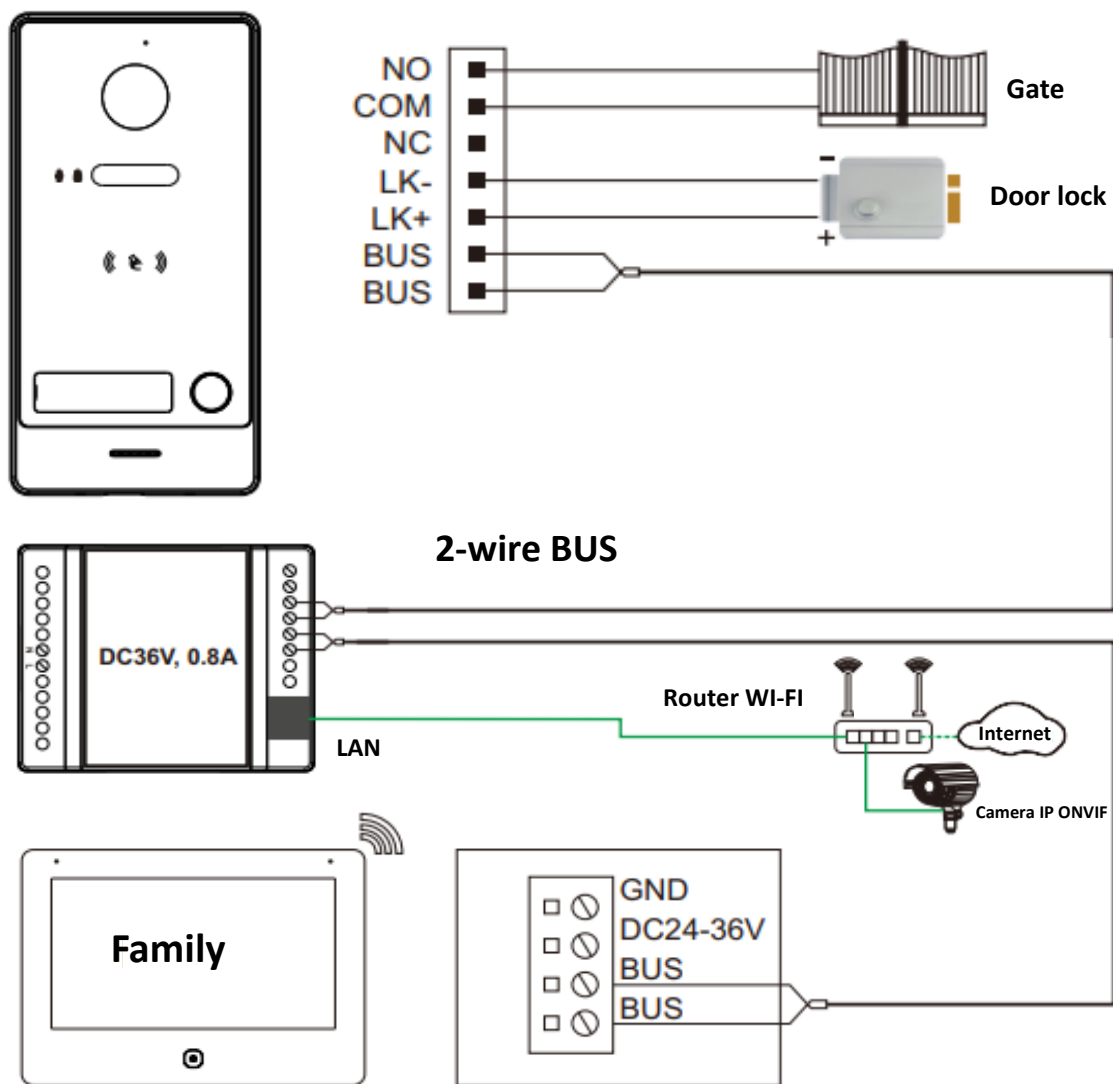 NO
COM
NC
LK-
LK+
BUS
BUS
Gate
-
+
Door lock
2-wire BUS
N
L
DC36V, 0.8A
LAN
Router WI-FI
Internet
Camera IP ONVIF
Family
GND
DC24-36V
BUS
BUS